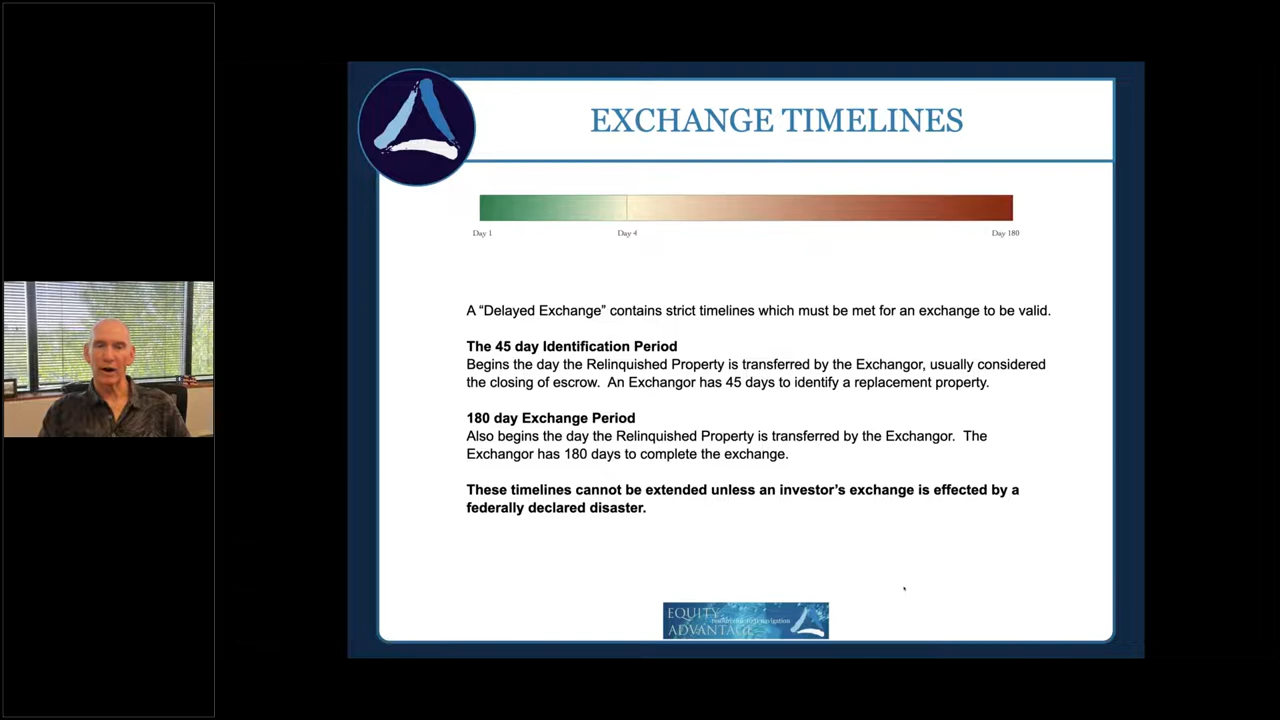 EXCHANGE TIMELINES
Day 1
Day 4
Day 180
A “Delayed Exchange” contains strict timelines which must be met for an exchange to be valid.
The 45 day Identification Period
Begins the day the Relinquished Property is transferred by the Exchangor, usually considered
the closing of escrow. An Exchangor has 45 days to identify a replacement property.
180 day Exchange Period
Also begins the day the Relinquished Property is transferred by the Exchangor. The
Exchangor has 180 days to complete the exchange.
These timelines cannot be extended unless an investor’s exchange is effected by a
federally declared disaster.
EQUITY
ADVANTAGE